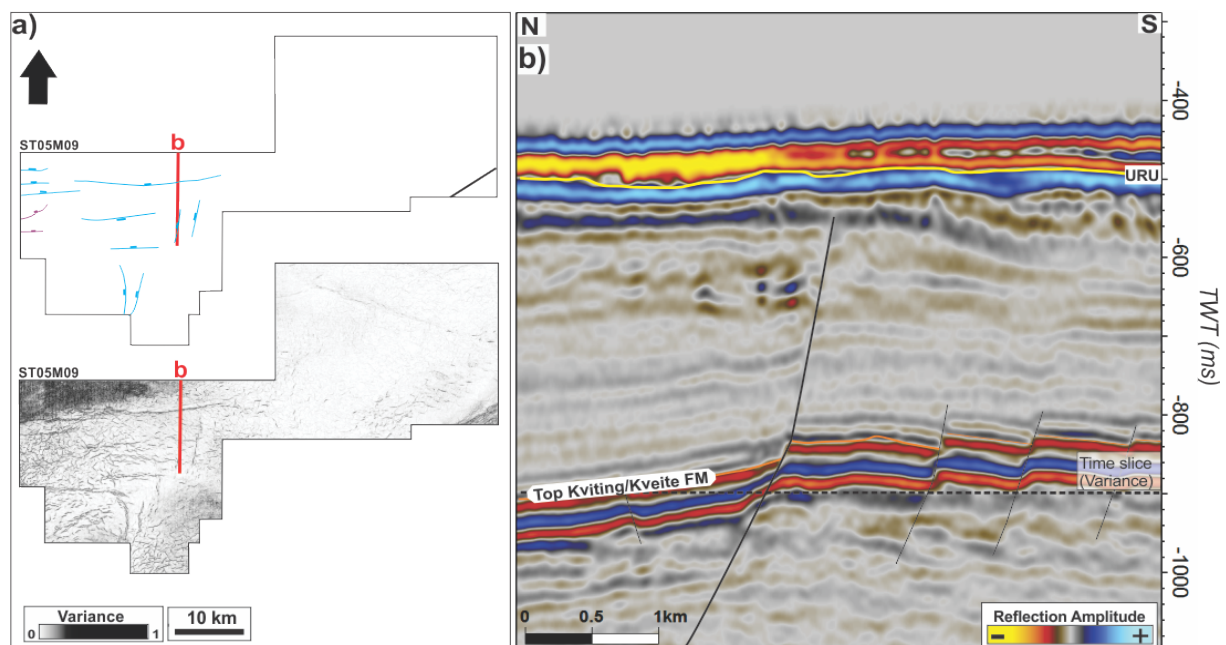 a)
ST05M09
b
ST05M09
b
Variance
0
1
10 km
N
S
b)
-400
URU
-600
TWT (ms)
-800
Time slice
(Variance)
Top Kviting/Kveite FM
-1000
0
0.5
1km
Reflection Amplitude
-
+